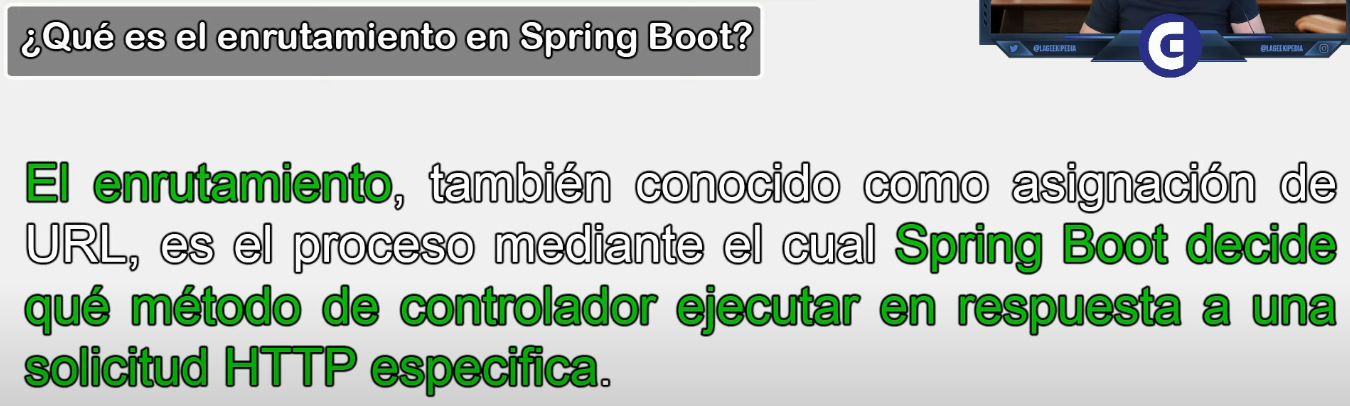 ¿Qué es el enrutamiento en Spring Boot?
@LAGEEKIPEDIA
@LAGEEKIPEDIA
G
El enrutamiento, también conocido como asignación de
URL, es el proceso mediante el cual Spring Boot decide
qué método de controlador ejecutar en respuesta a una
solicitud HTTP especifica.